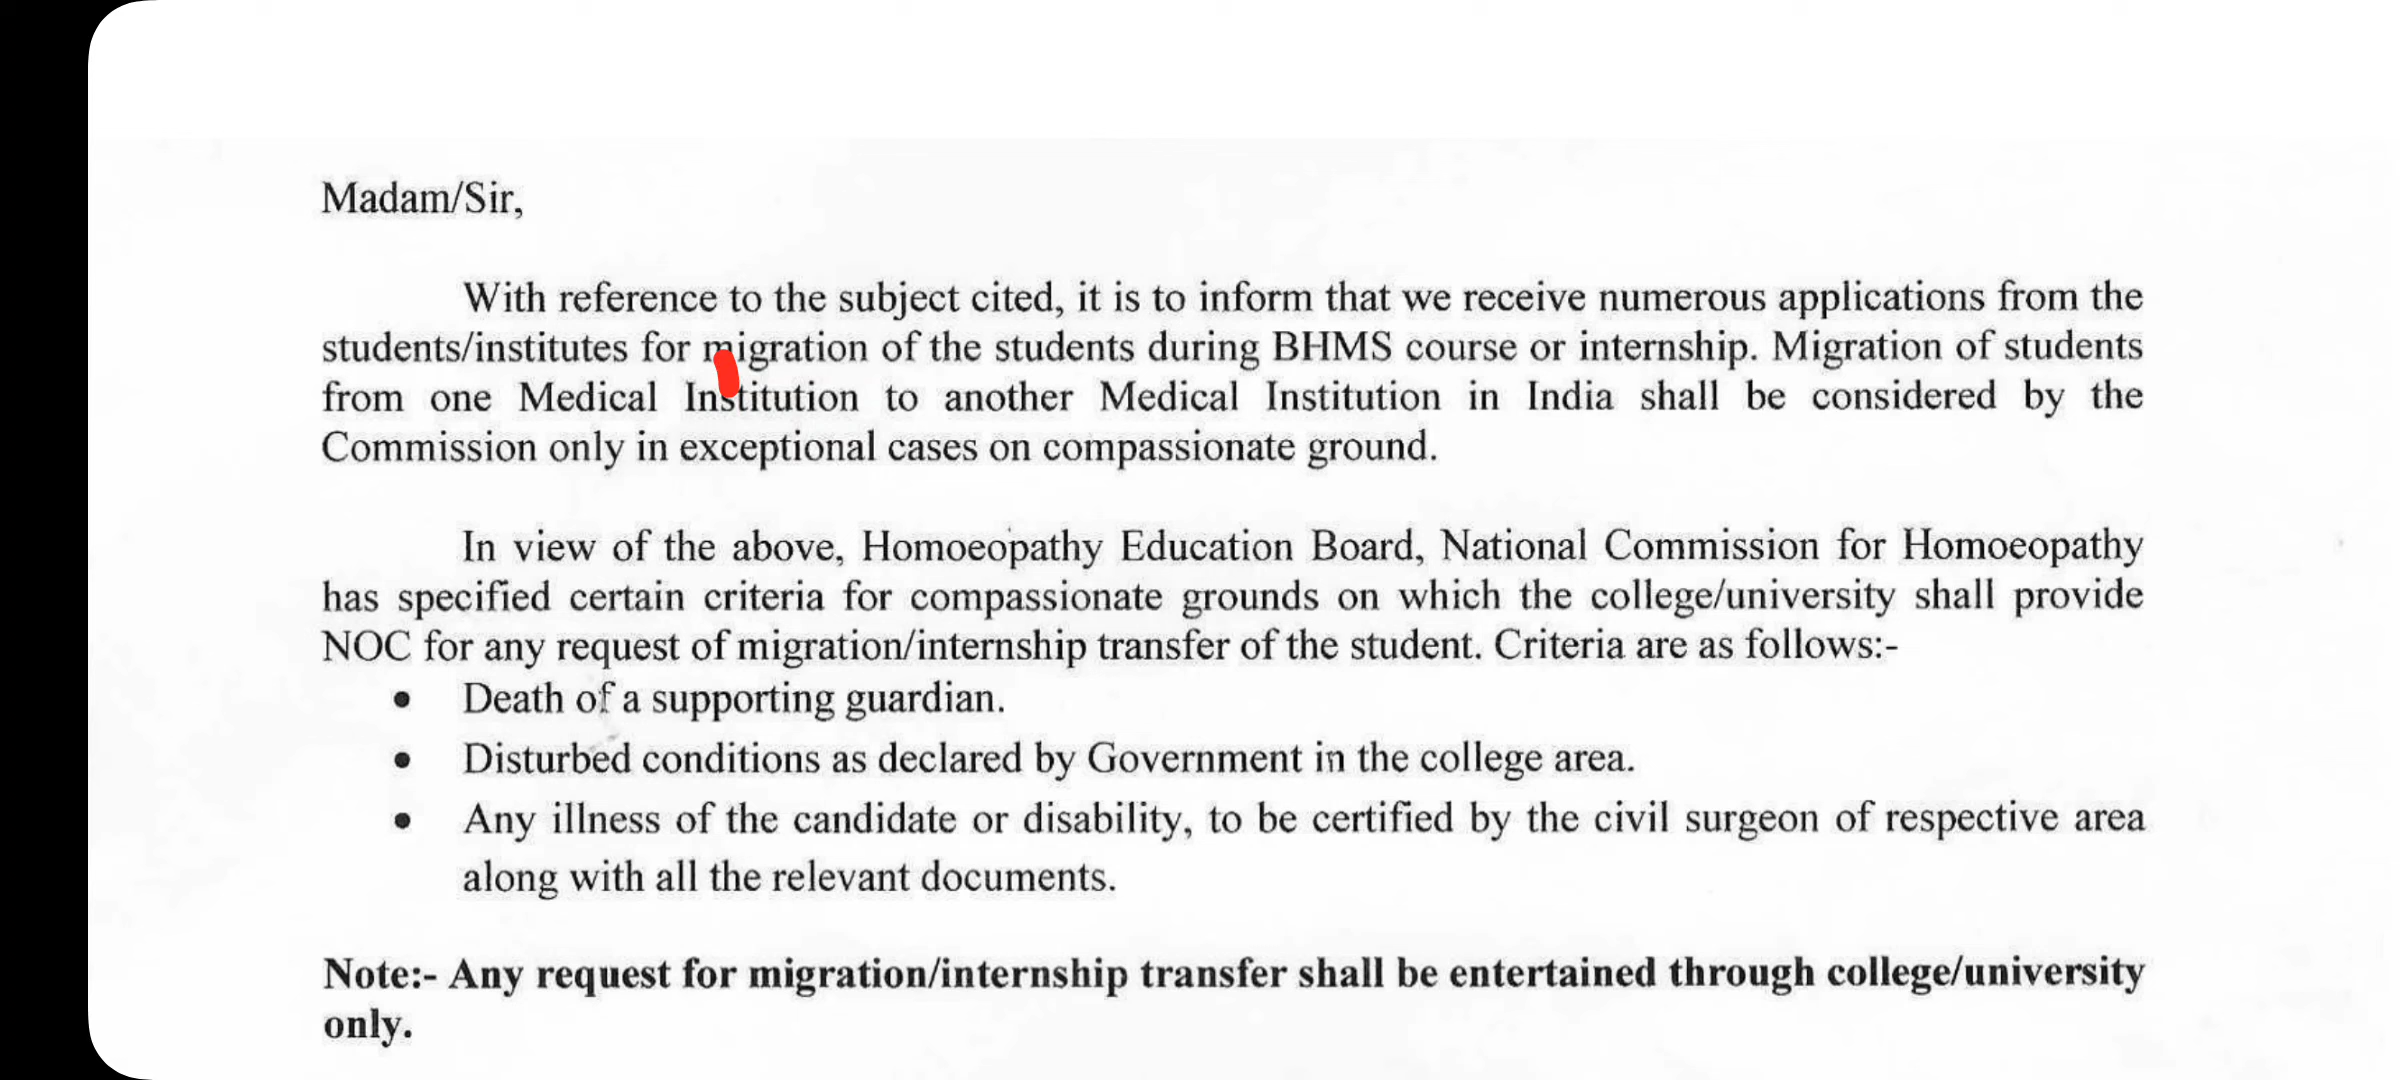 Madam/Sir,
With reference to the subject cited, it is to inform that we receive numerous applications from the
students/institutes for migration of the students during BHMS course or internship. Migration of students
from one Medical Institution to another Medical Institution in India shall be considered by the
Commission only in exceptional cases on compassionate ground.
In view of the above, Homoeopathy Education Board, National Commission for Homoeopathy
has specified certain criteria for compassionate grounds on which the college/university shall provide
NOC for any request of migration/internship transfer of the student. Criteria are as follows:-
• Death of a supporting guardian.
• Disturbed conditions as declared by Government in the college area.
• Any illness of the candidate or disability, to be certified by the civil surgeon of respective area
along with all the relevant documents.
Note:- Any request for migration/internship transfer shall be entertained through college/university
only.